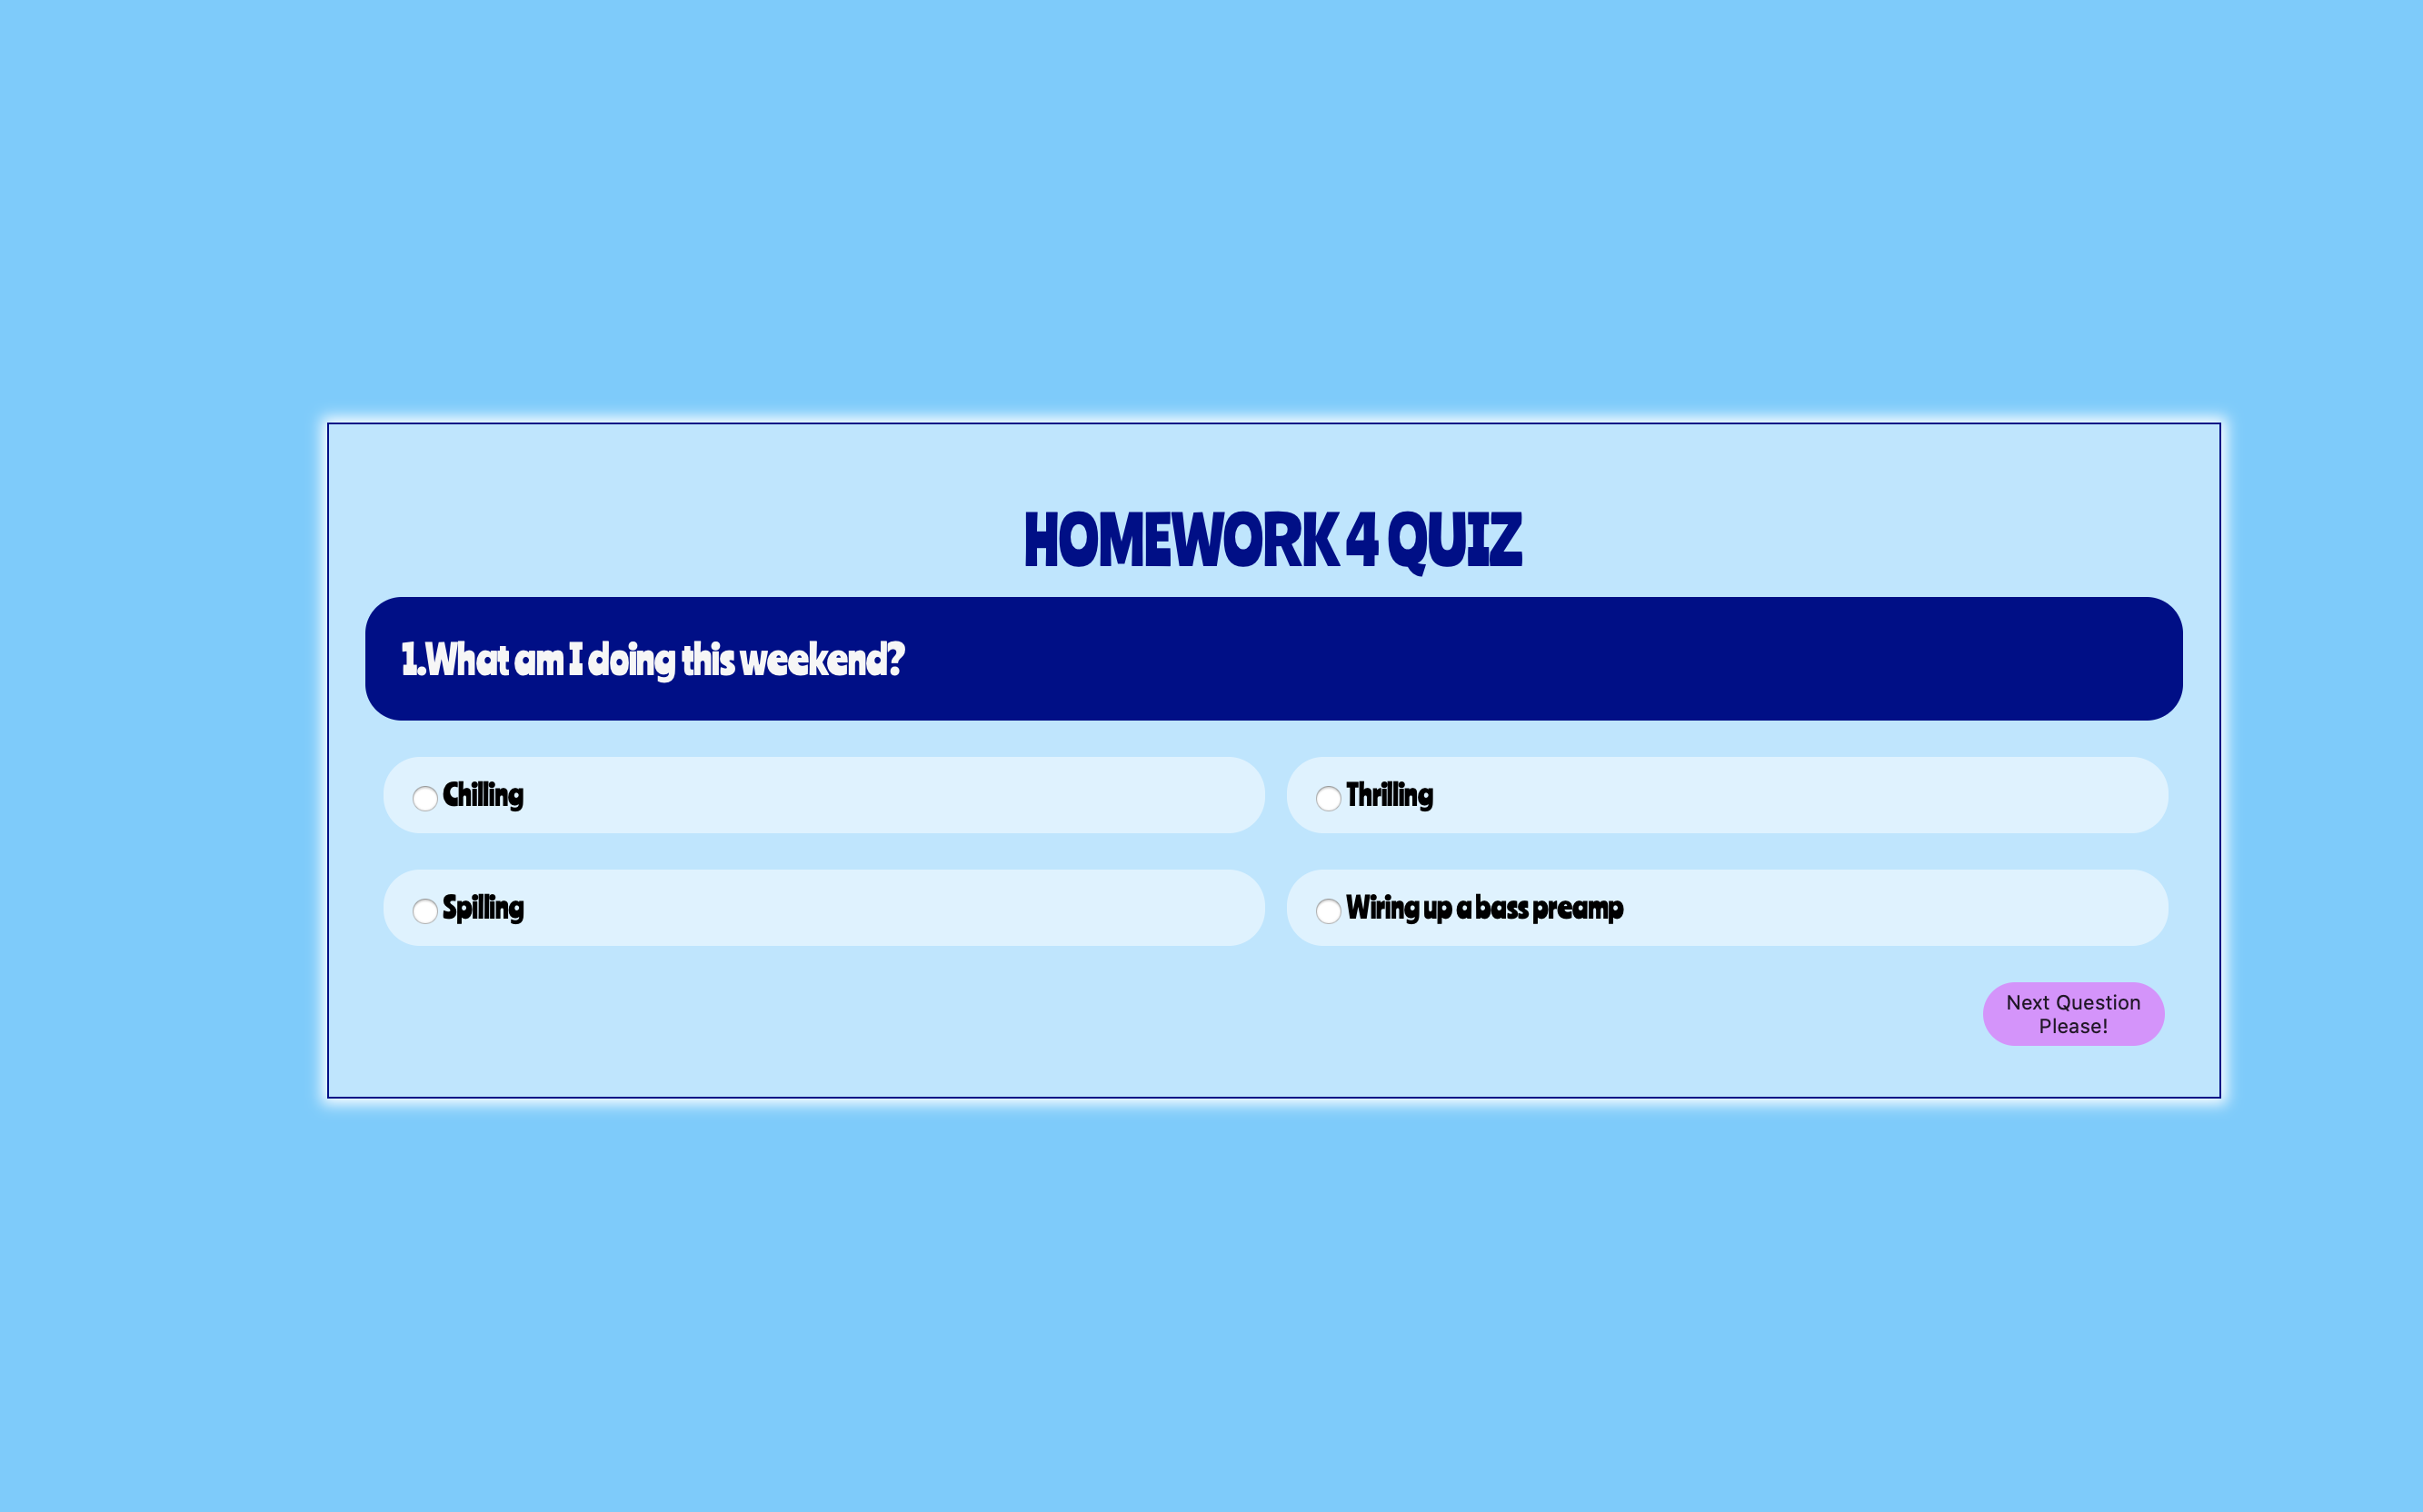 HOMEWORK 4 QUIZ
1.What am I doing this weekend?
Chilling
Thrilling
Spilling
Wiring up a bass preamp
Next Question
Please!